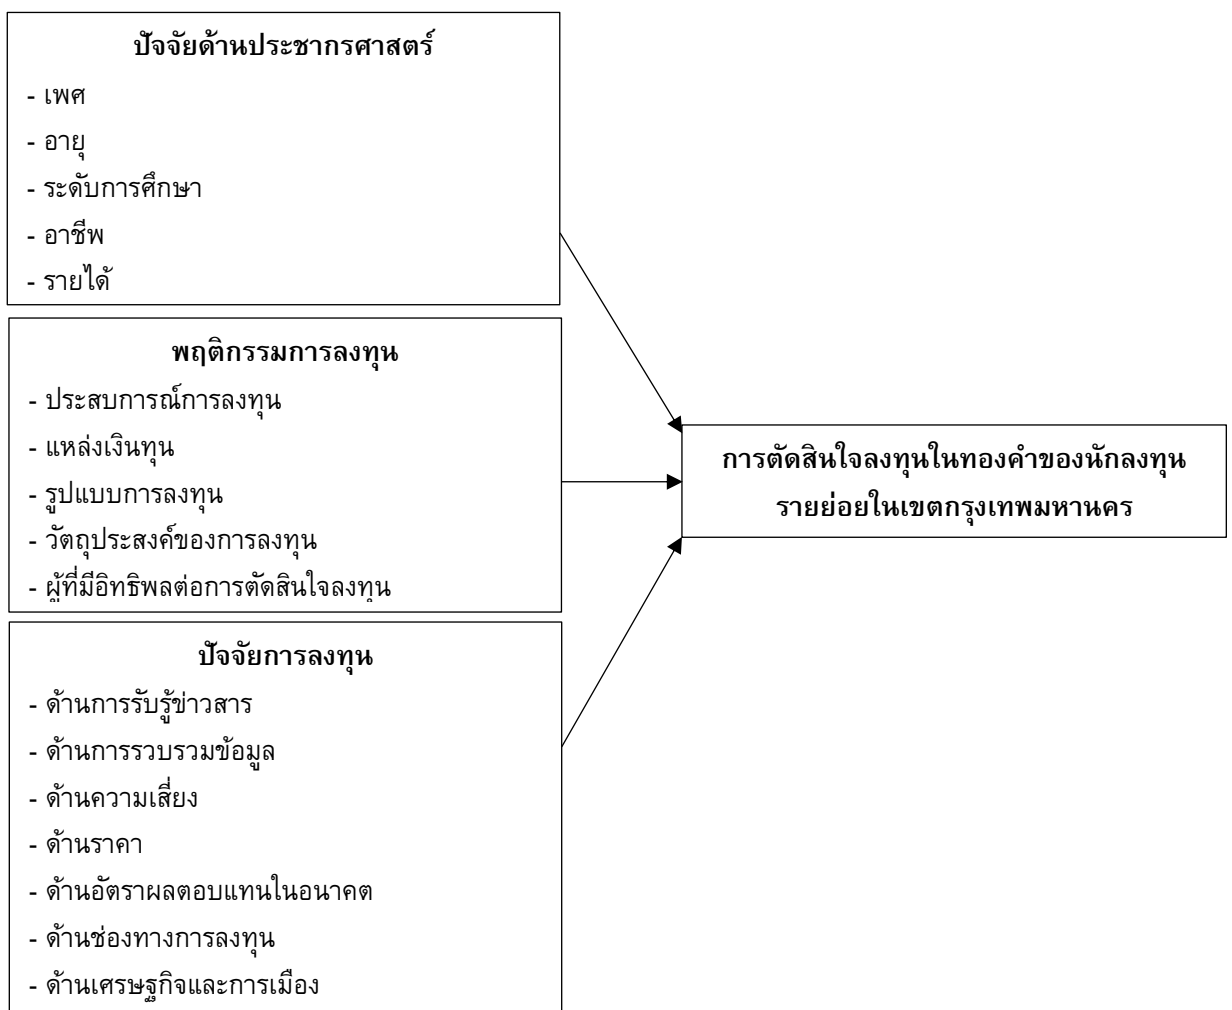 ปัจจัยด้านประชากรศาสตร์
- เพศ
- อายุ
- ระดับการศึกษา
- อาชีพ
- รายได้
พฤติกรรมการลงทุน
- ประสบการณ์การลงทุน
- แหล่งเงินทุน
- รูปแบบการลงทุน
- วัตถุประสงค์ของการลงทุน
- ผู้ที่มีอิทธิพลต่อการตัดสินใจลงทุน
ปัจจัยการลงทุน
- ด้านการรับรู้ข่าวสาร
- ด้านการรวบรวมข้อมูล
- ด้านความเสี่ยง
- ด้านราคา
- ด้านอัตราผลตอบแทนในอนาคต
- ด้านช่องทางการลงทุน
- ด้านเศรษฐกิจและการเมือง
การตัดสินใจลงทุนในทองคำของนักลงทุน
รายย่อยในเขตกรุงเทพมหานคร